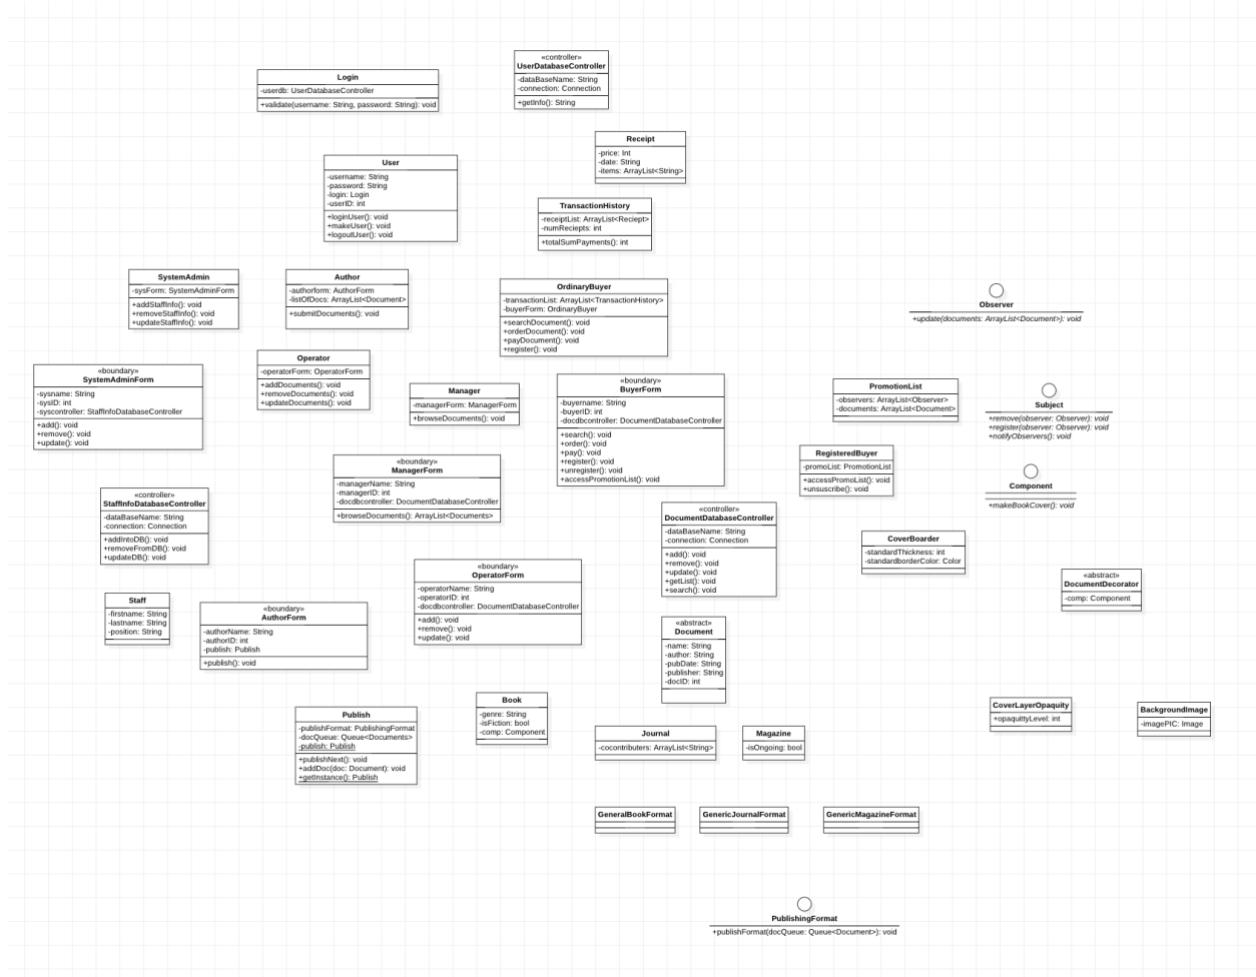 «controller»
UserDatabaseController
-dataBaseName: String
-connection: Connection
+getInfo(): String
Login
-userdb: UserDatabaseController
+validate(username: String, password: String): void
Receipt
-price: Int
-date: String
-items: ArrayList<String>
User
-username: String
-password: String
-login: Login
-userID: int
+loginUser(): void
+makeUser(): void
+logoutUser(): void
TransactionHistory
-receiptList: ArrayList<Reciept>
-numReciepts: int
+totalSumPayments(): int
SystemAdmin
-sysForm: SystemAdminForm
+addStaffInfo(): void
+removeStaffInfo(): void
+updateStaffInfo(): void
Author
-authorform: AuthorForm
-listOfDocs: ArrayList<Document>
+submitDocuments(): void
OrdinaryBuyer
-transactionList: ArrayList<TransactionHistory>
-buyerForm: OrdinaryBuyer
+searchDocument(): void
+orderDocument(): void
+payDocument(): void
+register(): void
Observer
+update(documents: ArrayList<Document>): void
Operator
-operatorForm: OperatorForm
+addDocuments(): void
+removeDocuments(): void
+updateDocuments(): void
«boundary»
SystemAdminForm
-sysname: String
-sysID: int
-syscontroller: StaffInfoDatabaseController
+add(): void
+remove(): void
+update(): void
Manager
-managerForm: ManagerForm
+browseDocuments(): void
«boundary»
BuyerForm
-buyername: String
-buyerID: int
-docdbcontroller: DocumentDatabaseController
+search(): void
+order(): void
+pay(): void
+register(): void
+unregister(): void
+accessPromotionList(): void
PromotionList
-observers: ArrayList<Observer>
-documents: ArrayList<Document>
Subject
+remove(observer: Observer): void
+register(observer: Observer): void
+notifyObservers(): void
RegisteredBuyer
-promoList: PromotionList
+accessPromoList(): void
+unsuscribe(): void
«boundary»
ManagerForm
-managerName: String
-managerID: int
-docdbcontroller: DocumentDatabaseController
+browseDocuments(): ArrayList<Documents>
Component
+makeBookCover(): void
«controller»
StaffInfoDatabaseController
-dataBaseName: String
-connection: Connection
+addIntoDB(): void
+removeFromDB(): void
+updateDB(): void
«controller»
DocumentDatabaseController
-dataBaseName: String
-connection: Connection
+add(): void
+remove(): void
+update(): void
+getList(): void
+search(): void
CoverBoarder
-standardThickness: int
-standardborderColor: Color
«boundary»
OperatorForm
-operatorName: String
-operatorID: int
-docdbcontroller: DocumentDatabaseController
+add(): void
+remove(): void
+update(): void
«abstract»
DocumentDecorator
-comp: Component
Staff
-firstname: String
-lastname: String
-position: String
«boundary»
AuthorForm
-authorName: String
-authorID: int
-publish: Publish
+publish(): void
«abstract»
Document
-name: String
-author: String
-pubDate: String
-publisher: String
-docID: int
Book
-genre: String
-isFiction: bool
-comp: Component
Publish
-publishFormat: PublishingFormat
-docQueue: Queue<Documents>
-publish: Publish
+publishNext(): void
+addDoc(doc: Document): void
+getInstance(): Publish
Journal
-cocontributers: ArrayList<String>
Magazine
-isOngoing: bool
CoverLayerOpaquity
+opaquityLevel: int
BackgroundImage
-imagePIC: Image
GeneralBookFormat
GenericJournalFormat
GenericMagazineFormat
PublishingFormat
+publishFormat(docQueue: Queue<Document>): void